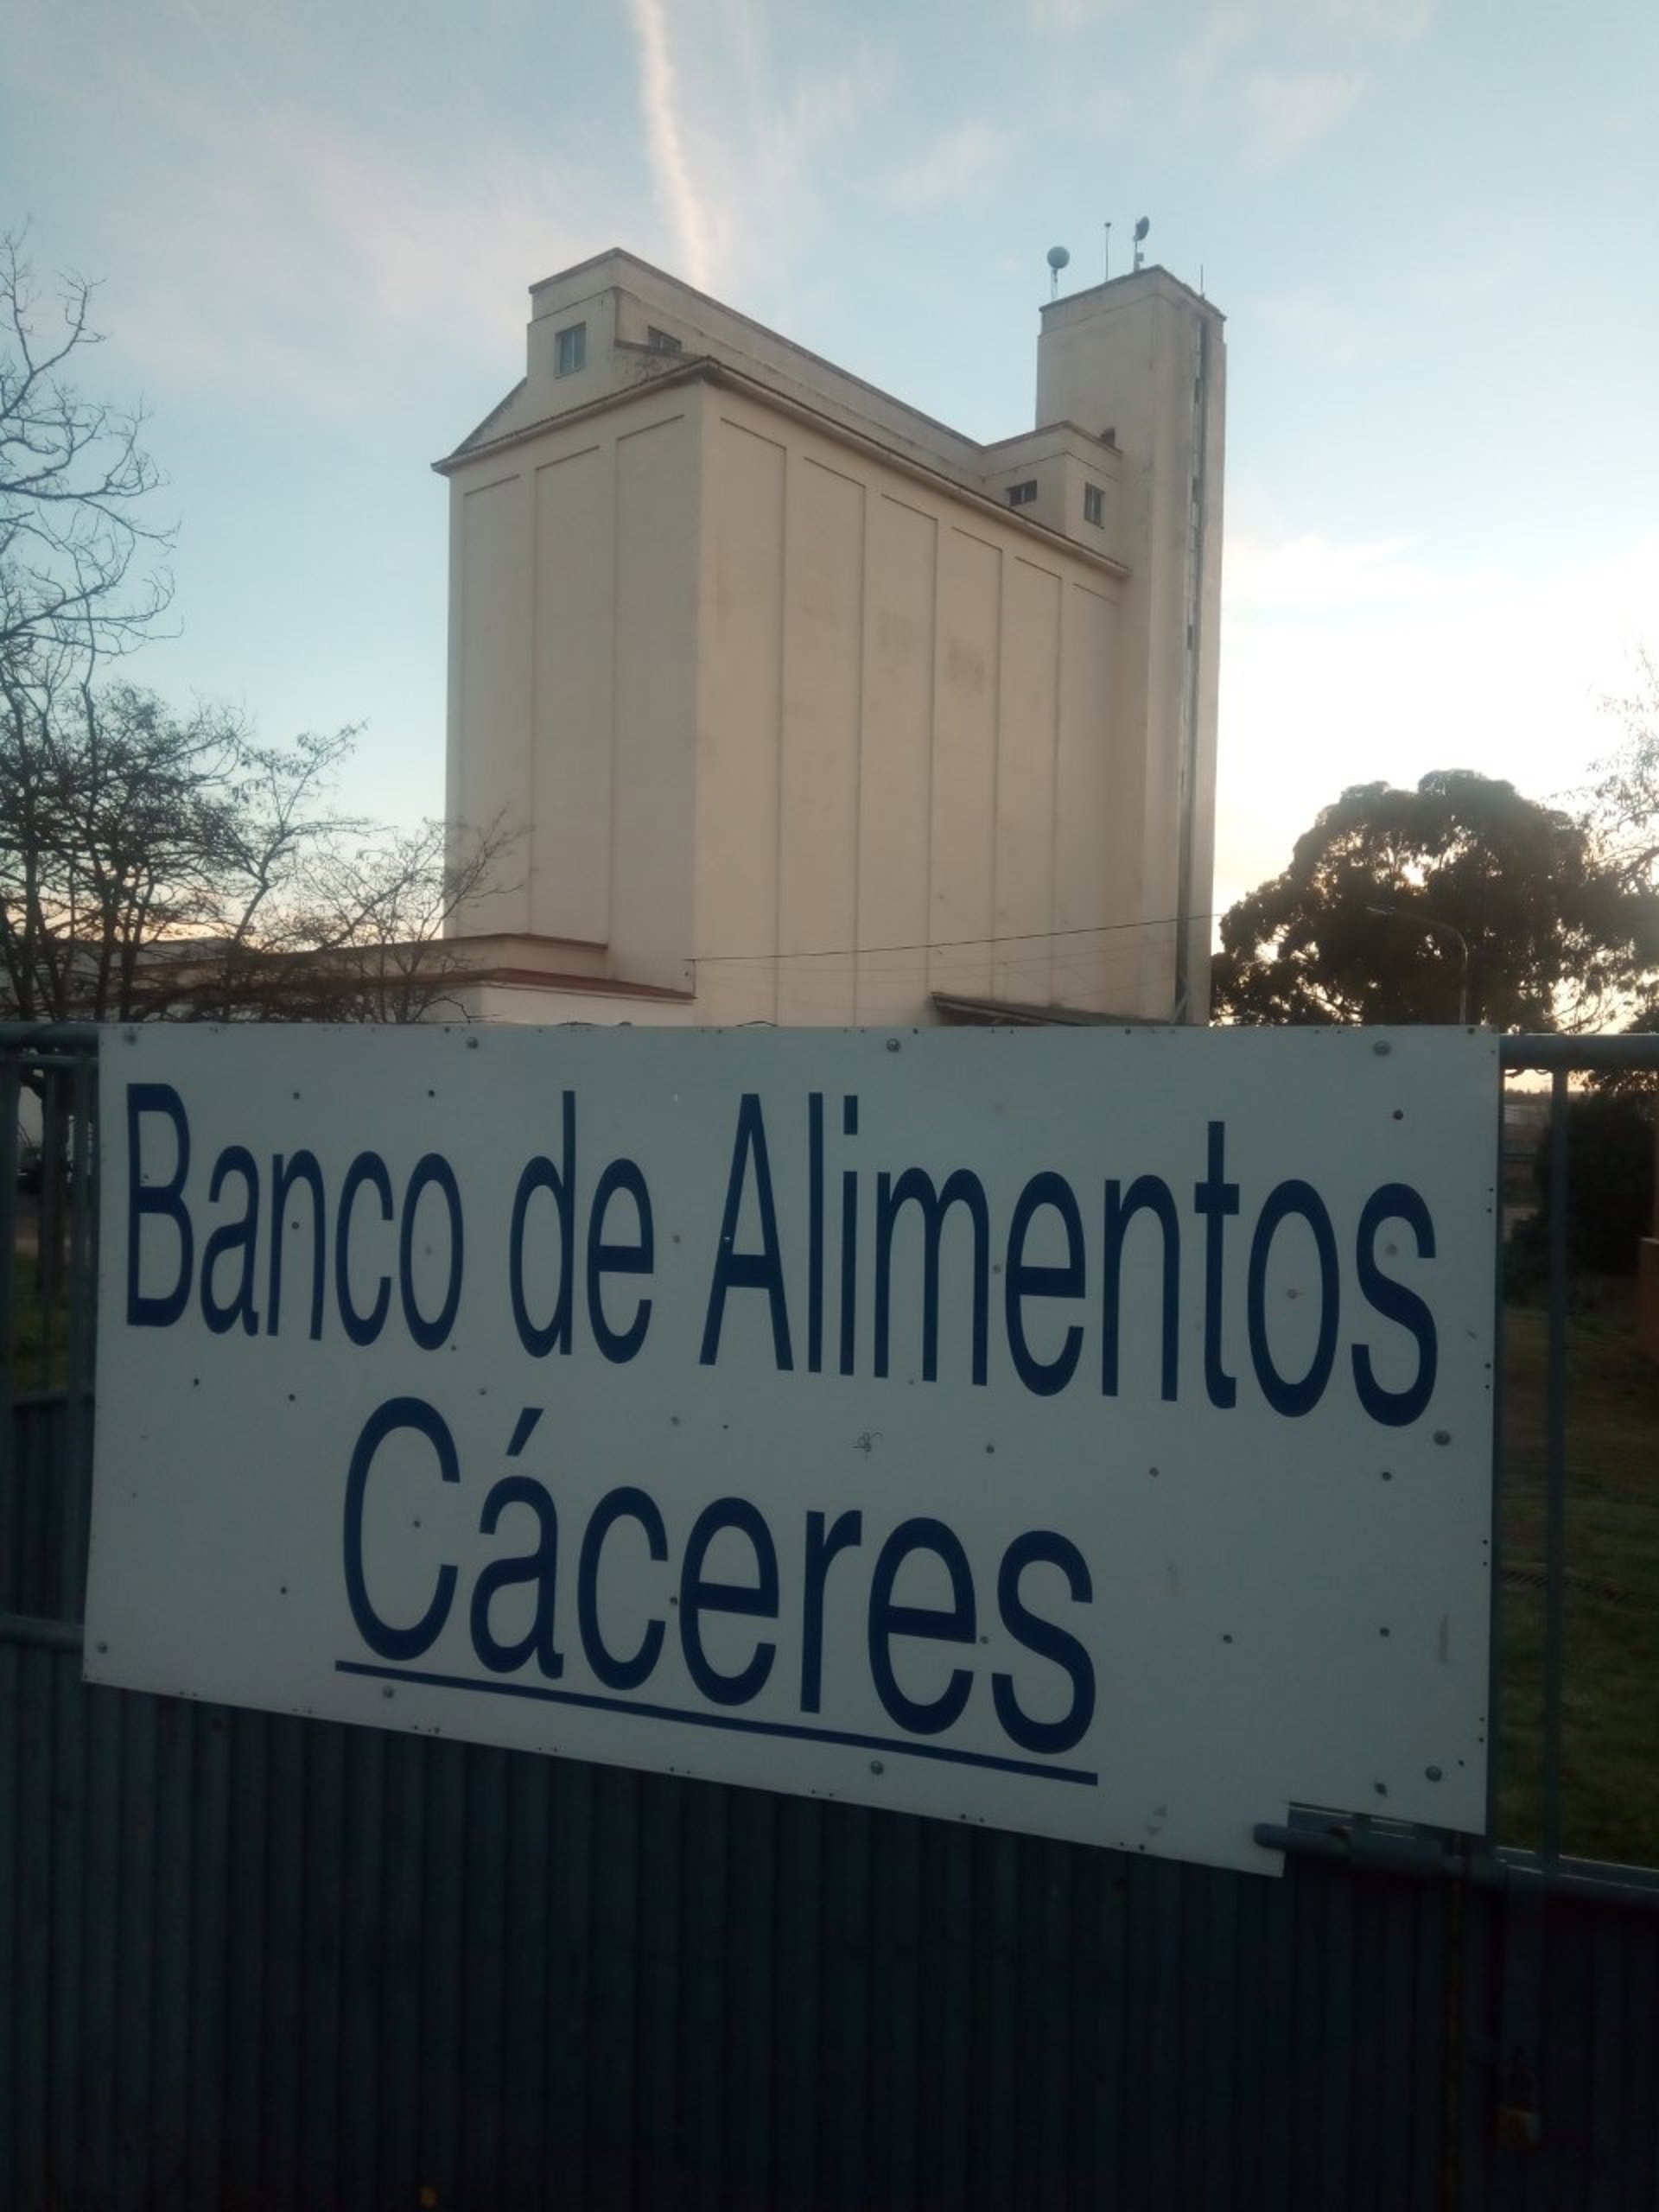 Banco de Alimentos
Cáceres